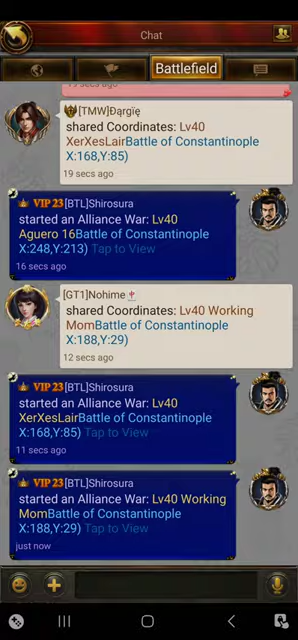 Chat
Battlefield
19 secs ago
[TMW]Đąrgïę
shared Coordinates: Lv40
XerXesLairBattle of Constantinople
X:168,Y:85)
19 secs ago
VIP 23[BTL]Shirosura
started an Alliance War: Lv40
Aguero 16Battle of Constantinople
X:248,Y:213) Tap to View
16 secs ago
[GT1]Nohime
shared Coordinates: Lv40 Working
MomBattle of Constantinople
X:188,Y:29)
12 secs ago
VIP 23[BTL]Shirosura
started an Alliance War: Lv40
XerXesLairBattle of Constantinople
X:168,Y:85) Tap to View
11 secs ago
VIP 23[BTL]Shirosura
started an Alliance War: Lv40 Working
MomBattle of Constantinople
X:188,Y:29) Tap to View
just now